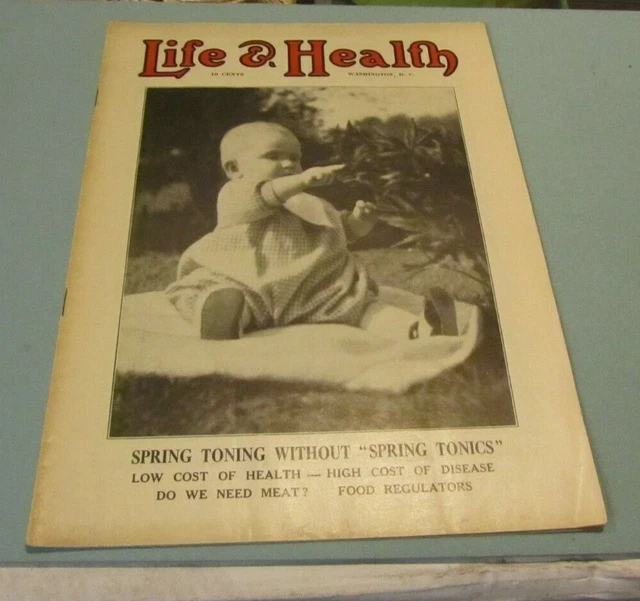 Life & Health
10 CENTS WASHINGTON, D. C.
SPRING TONING WITHOUT "SPRING TONICS"
LOW COST OF HEALTH — HIGH COST OF DISEASE
DO WE NEED MEAT? FOOD REGULATORS